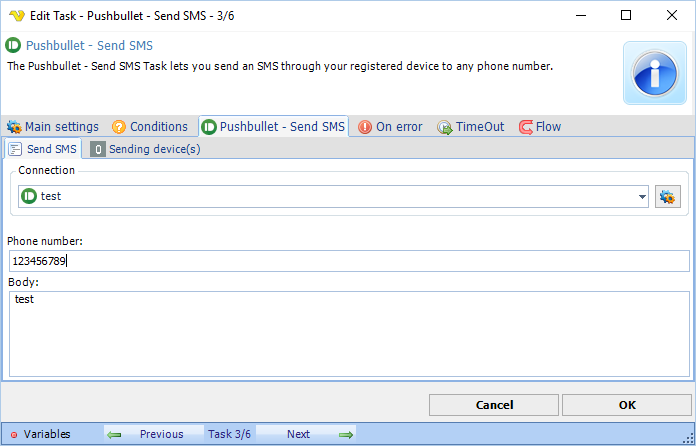 Edit Task - Pushbullet - Send SMS - 3/6
Pushbullet - Send SMS
The Pushbullet - Send SMS Task lets you send an SMS through your registered device to any phone number.
Main settings Conditions Pushbullet - Send SMS On error TimeOut Flow
Send SMS 0 Sending device(s)
Connection
test
Phone number:
123456789
Body:
test
Cancel OK
Variables Previous Task 3/6 Next